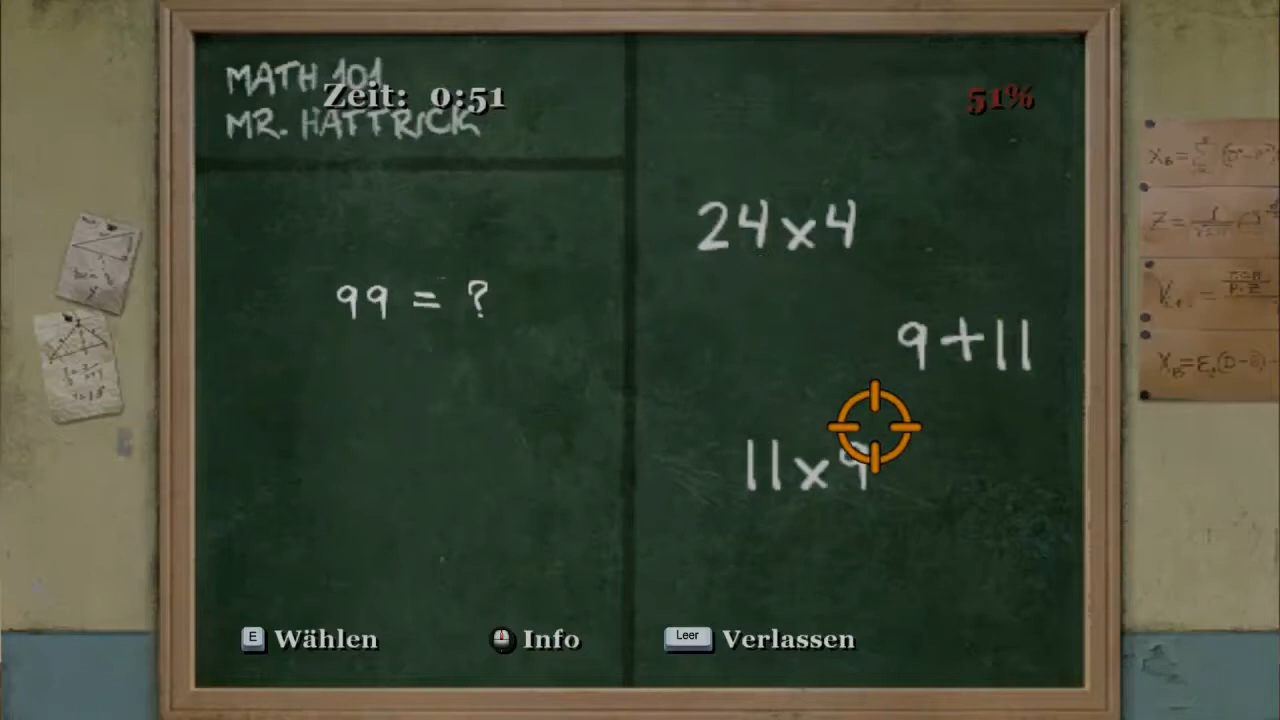 MATH 101
Zeit: 0:51
51%
MR. HATTRICK
24x4
99 = ?
9+11
11x9
E Wählen
Info
Leer Verlassen